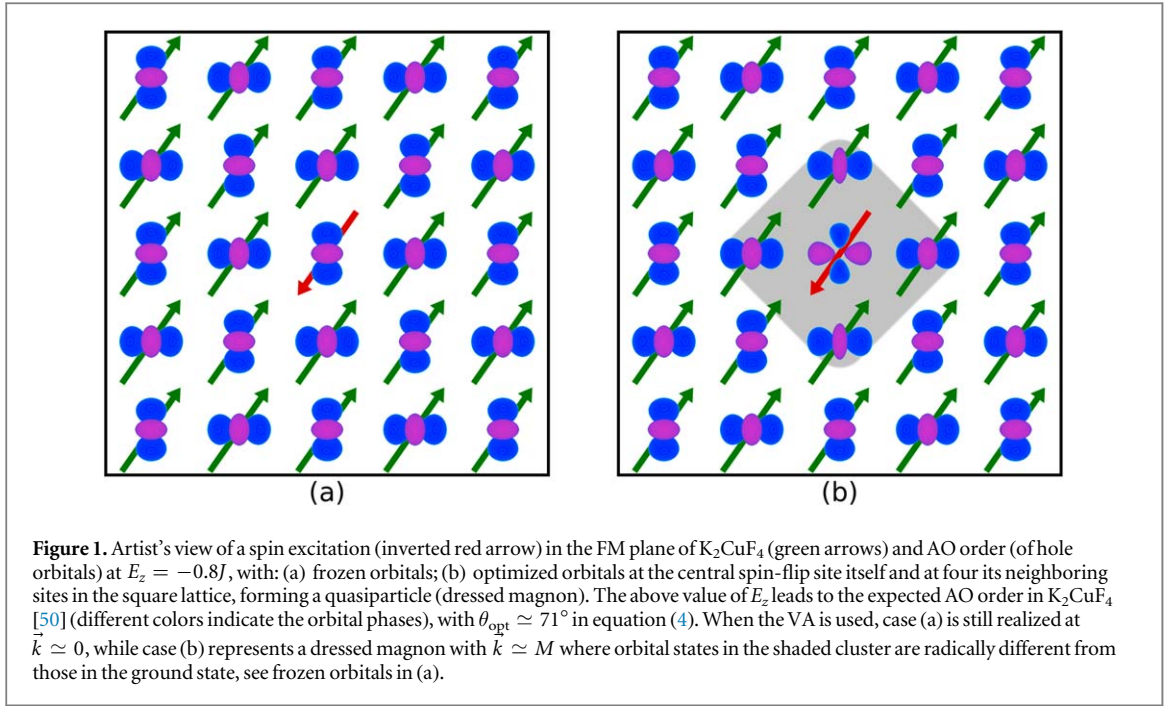 (a)
(b)
Figure 1. Artist's view of a spin excitation (inverted red arrow) in the FM plane of K₂CuF₄ (green arrows) and AO order (of hole
orbitals) at E_z = −0.8J, with: (a) frozen orbitals; (b) optimized orbitals at the central spin-flip site itself and at four its neighboring
sites in the square lattice, forming a quasiparticle (dressed magnon). The above value of E_z leads to the expected AO order in K₂CuF₄
[50] (different colors indicate the orbital phases), with θ_opt ≃ 71° in equation (4). When the VA is used, case (a) is still realized at
k⃗ ≃ 0, while case (b) represents a dressed magnon with k⃗ ≃ M where orbital states in the shaded cluster are radically different from
those in the ground state, see frozen orbitals in (a).